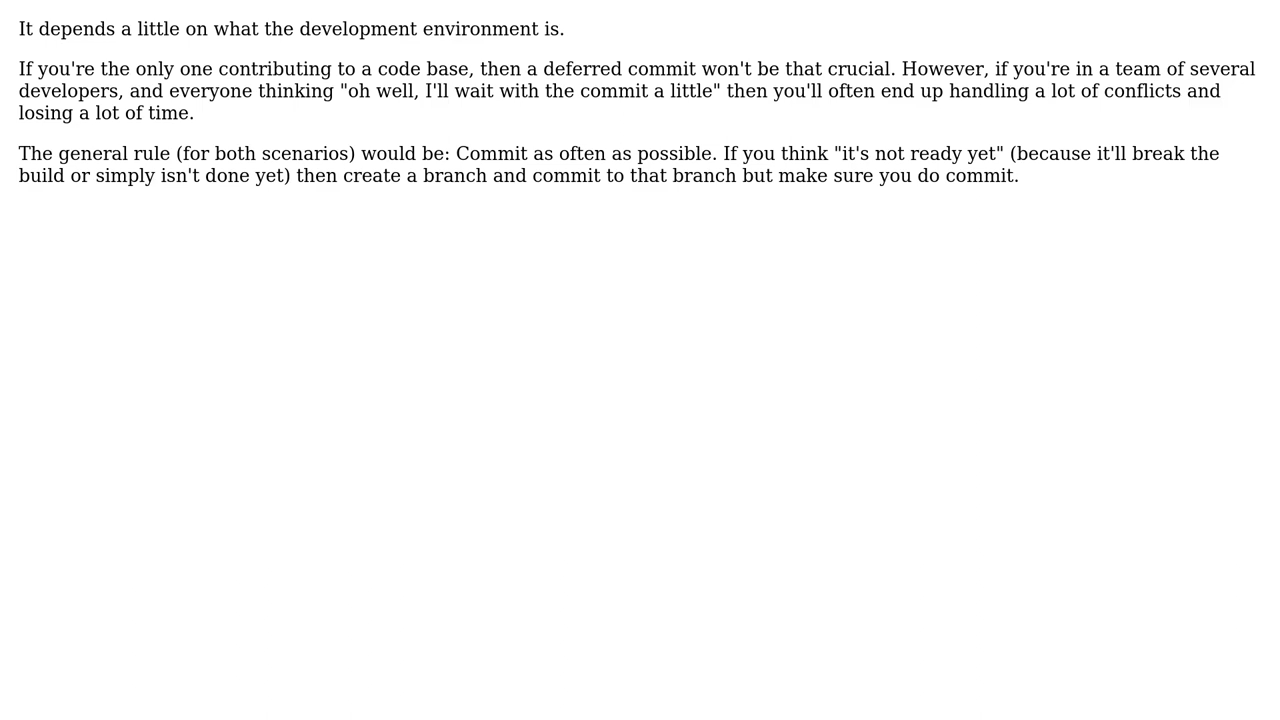 It depends a little on what the development environment is.
If you're the only one contributing to a code base, then a deferred commit won't be that crucial. However, if you're in a team of several
developers, and everyone thinking "oh well, I'll wait with the commit a little" then you'll often end up handling a lot of conflicts and
losing a lot of time.
The general rule (for both scenarios) would be: Commit as often as possible. If you think "it's not ready yet" (because it'll break the
build or simply isn't done yet) then create a branch and commit to that branch but make sure you do commit.